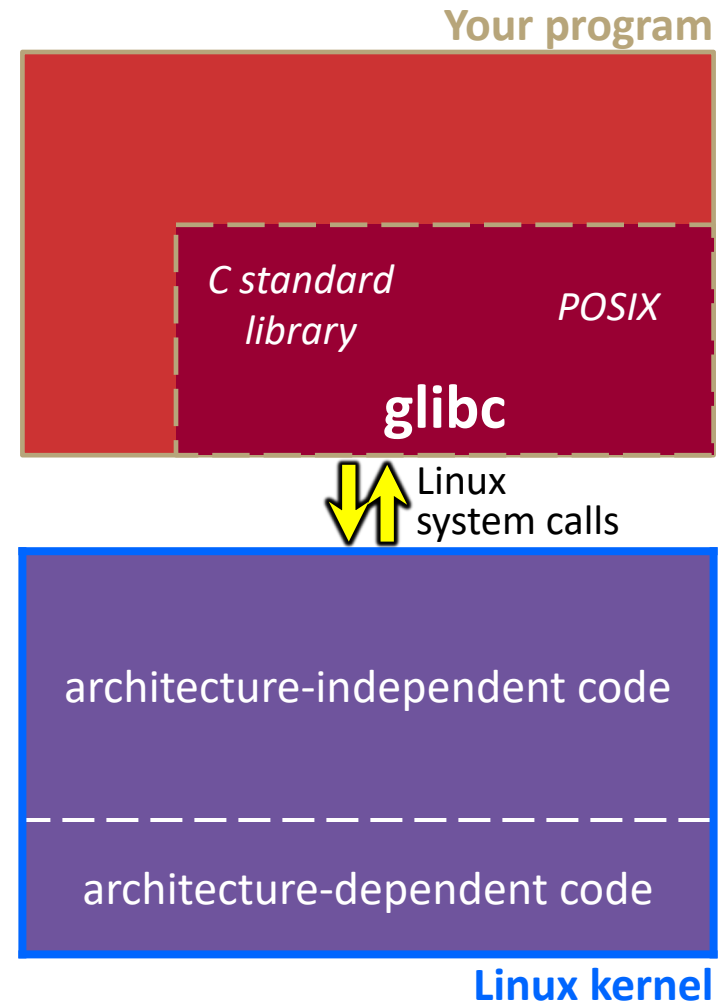 Your program
C standard
library
POSIX
glibc
Linux
system calls
architecture-independent code
architecture-dependent code
Linux kernel